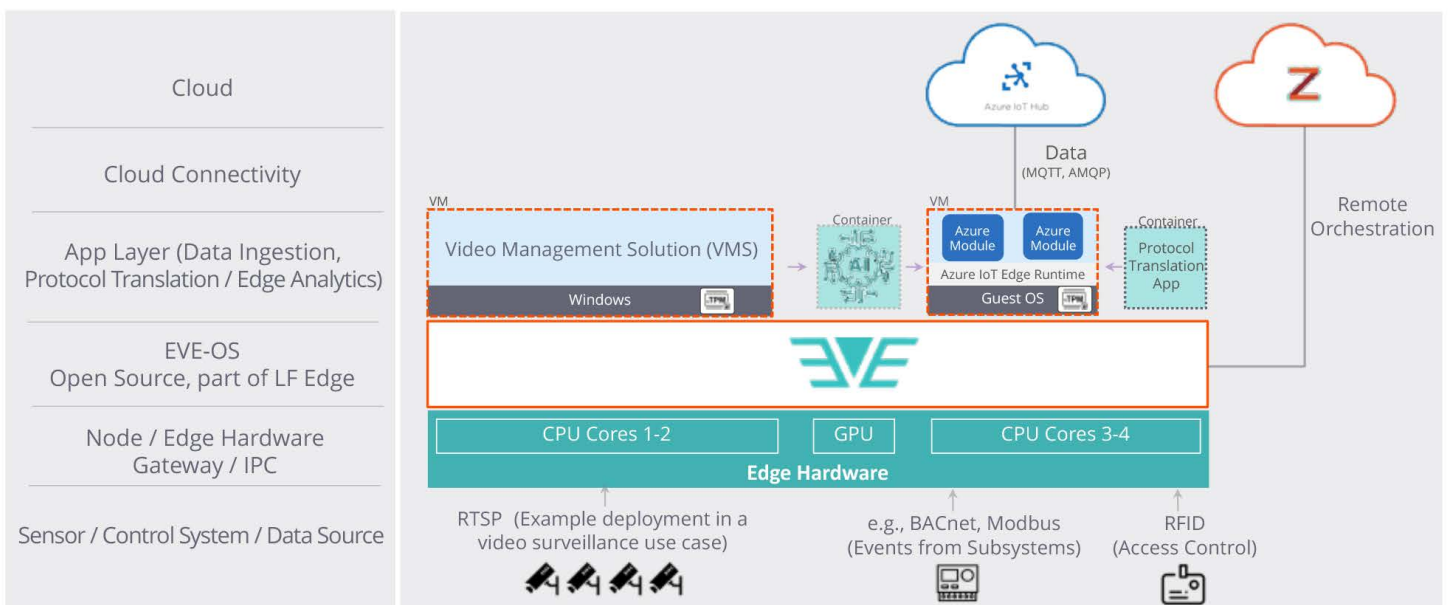 Cloud
Cloud Connectivity
App Layer (Data Ingestion,
Protocol Translation / Edge Analytics)
EVE-OS
Open Source, part of LF Edge
Node / Edge Hardware
Gateway / IPC
Sensor / Control System / Data Source
Azure IoT Hub
Z
Data
(MQTT, AMQP)
Remote
Orchestration
VM
Video Management Solution (VMS)
Windows
TPM
Container
AI
VM
Azure
Module
Azure
Module
Azure IoT Edge Runtime
Guest OS
TPM
Container
Protocol
Translation
App
EVE
CPU Cores 1-2
GPU
CPU Cores 3-4
Edge Hardware
RTSP (Example deployment in a
video surveillance use case)
e.g., BACnet, Modbus
(Events from Subsystems)
RFID
(Access Control)